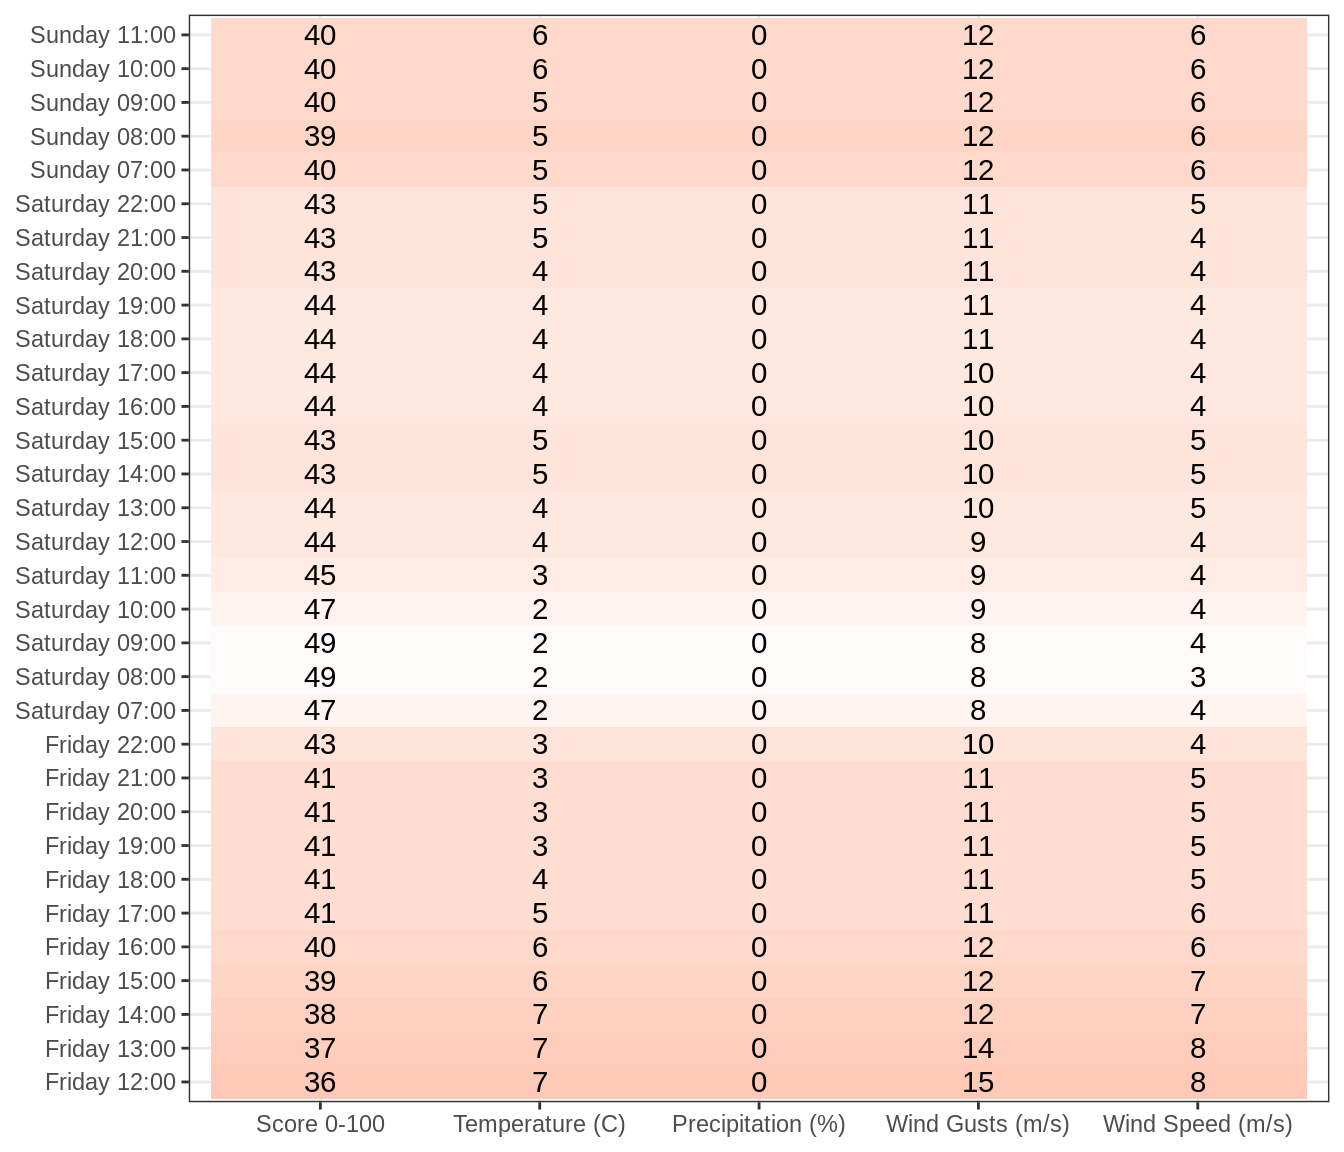 Sunday 11:00 40 6 0 12 6
Sunday 10:00 40 6 0 12 6
Sunday 09:00 40 5 0 12 6
Sunday 08:00 39 5 0 12 6
Sunday 07:00 40 5 0 12 6
Saturday 22:00 43 5 0 11 5
Saturday 21:00 43 5 0 11 4
Saturday 20:00 43 4 0 11 4
Saturday 19:00 44 4 0 11 4
Saturday 18:00 44 4 0 11 4
Saturday 17:00 44 4 0 10 4
Saturday 16:00 44 4 0 10 4
Saturday 15:00 43 5 0 10 5
Saturday 14:00 43 5 0 10 5
Saturday 13:00 44 4 0 10 5
Saturday 12:00 44 4 0 9 4
Saturday 11:00 45 3 0 9 4
Saturday 10:00 47 2 0 9 4
Saturday 09:00 49 2 0 8 4
Saturday 08:00 49 2 0 8 3
Saturday 07:00 47 2 0 8 4
Friday 22:00 43 3 0 10 4
Friday 21:00 41 3 0 11 5
Friday 20:00 41 3 0 11 5
Friday 19:00 41 3 0 11 5
Friday 18:00 41 4 0 11 5
Friday 17:00 41 5 0 11 6
Friday 16:00 40 6 0 12 6
Friday 15:00 39 6 0 12 7
Friday 14:00 38 7 0 12 7
Friday 13:00 37 7 0 14 8
Friday 12:00 36 7 0 15 8
Score 0-100 Temperature (C) Precipitation (%) Wind Gusts (m/s) Wind Speed (m/s)